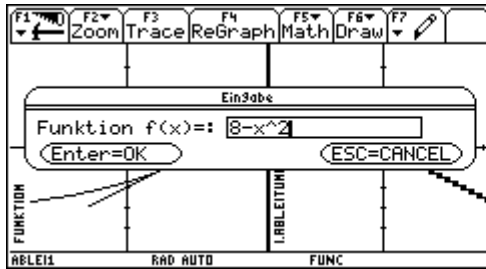 F1 F2 Zoom F3 Trace F4 ReGraph F5 Math F6 Draw F7
Eingabe
Funktion f(x)=: 8-x^2
Enter=OK ESC=CANCEL
FUNKTION
1.ABLEITUNG
ABLEI1 RAD AUTO FUNC